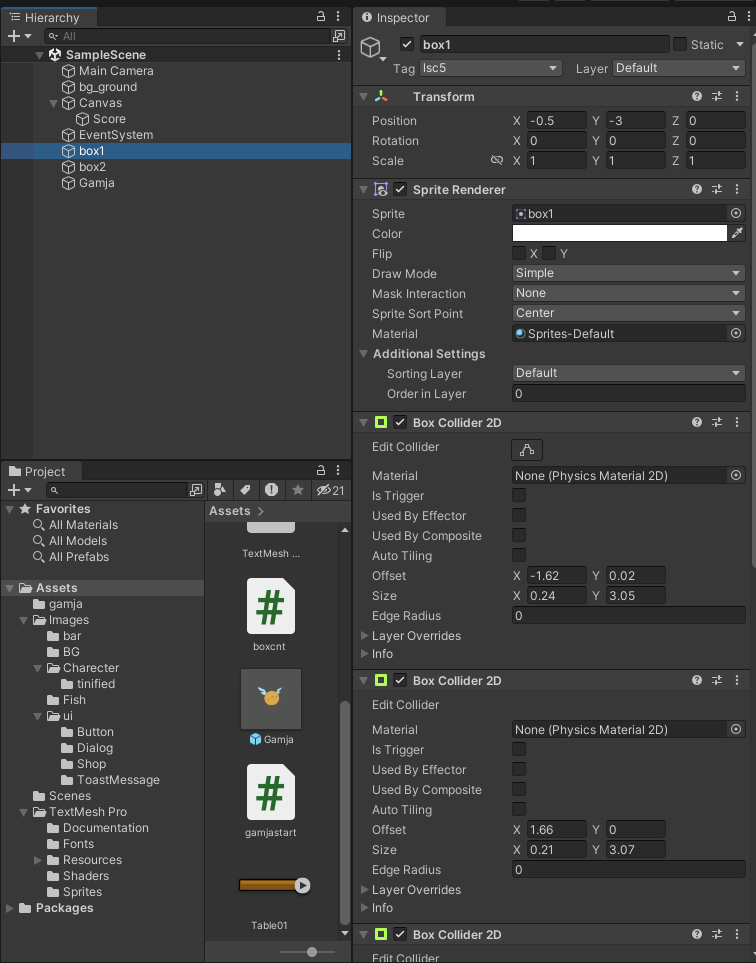 Hierarchy
All
SampleScene
Main Camera
bg_ground
Canvas
Score
EventSystem
box1
box2
Gamja
Project
21
Favorites
All Materials
All Models
All Prefabs
Assets
gamja
Images
bar
BG
Charecter
tinified
Fish
ui
Button
Dialog
Shop
ToastMessage
Scenes
TextMesh Pro
Documentation
Fonts
Resources
Shaders
Sprites
Packages
Assets
TextMesh ...
#
boxcnt
Gamja
#
gamjastart
Table01
Inspector
box1 Static
Tag lsc5 Layer Default
Transform
Position X -0.5 Y -3 Z 0
Rotation X 0 Y 0 Z 0
Scale X 1 Y 1 Z 1
Sprite Renderer
Sprite box1
Color
Flip X Y
Draw Mode Simple
Mask Interaction None
Sprite Sort Point Center
Material Sprites-Default
Additional Settings
Sorting Layer Default
Order in Layer 0
Box Collider 2D
Edit Collider
Material None (Physics Material 2D)
Is Trigger
Used By Effector
Used By Composite
Auto Tiling
Offset X -1.62 Y 0.02
Size X 0.24 Y 3.05
Edge Radius 0
Layer Overrides
Info
Box Collider 2D
Edit Collider
Material None (Physics Material 2D)
Is Trigger
Used By Effector
Used By Composite
Auto Tiling
Offset X 1.66 Y 0
Size X 0.21 Y 3.07
Edge Radius 0
Layer Overrides
Info
Box Collider 2D
Edit Collider